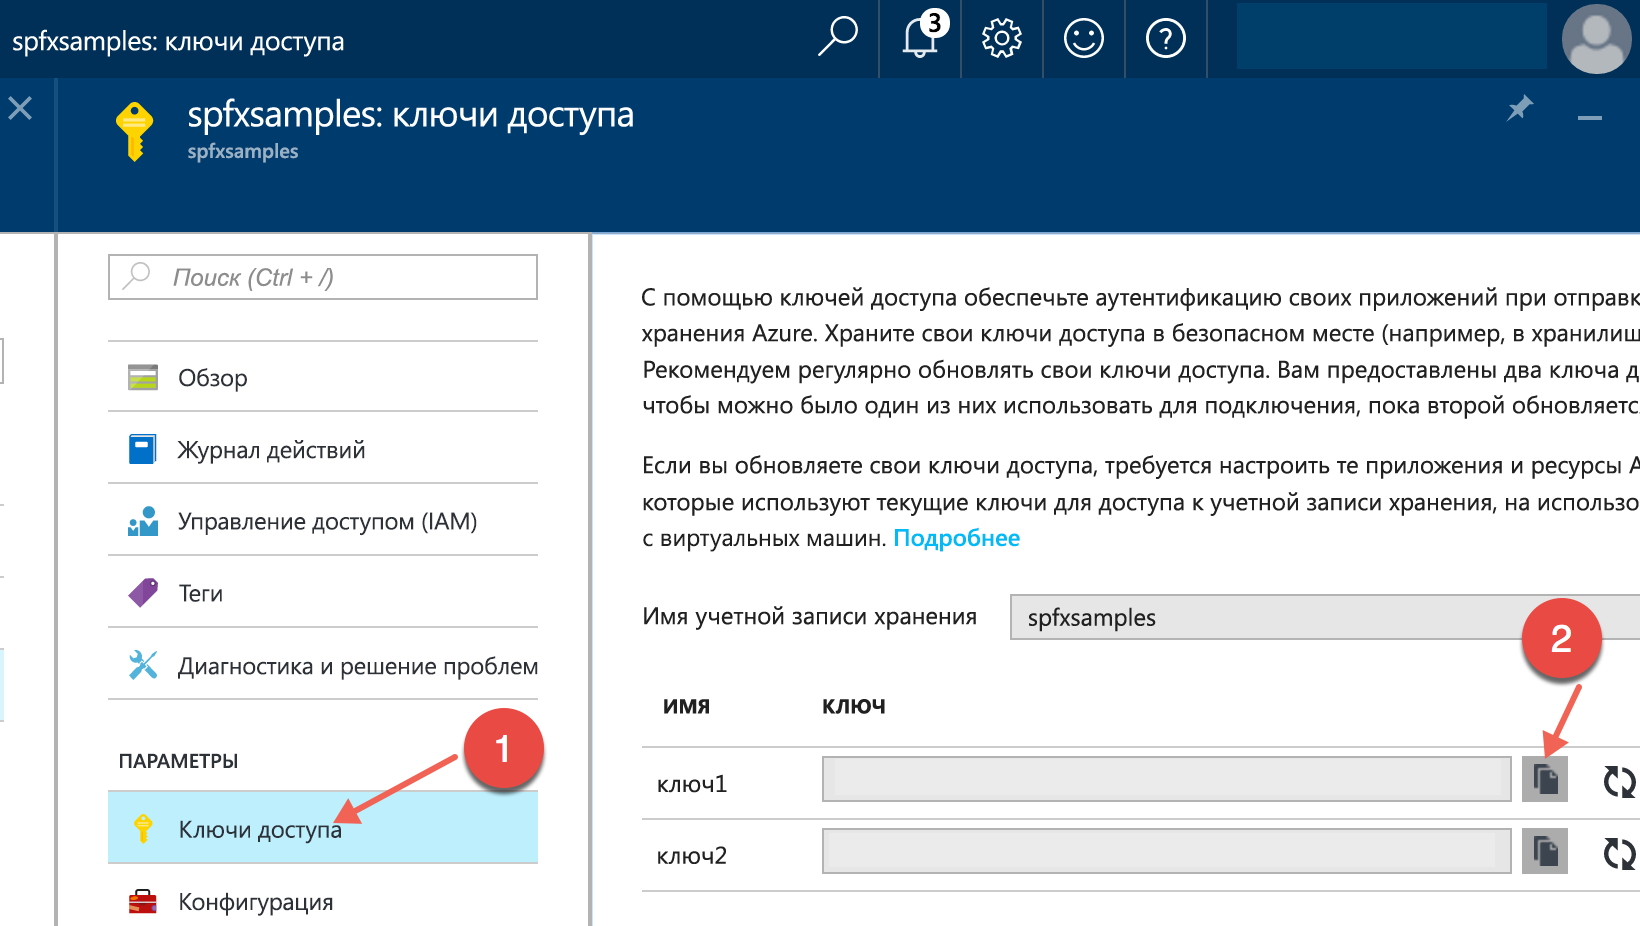 spfxsamples: ключи доступа
3
?
spfxsamples: ключи доступа
spfxsamples
Поиск (Ctrl + /)
Обзор
Журнал действий
Управление доступом (IAM)
Теги
Диагностика и решение проблем
ПАРАМЕТРЫ
1
Ключи доступа
Конфигурация
С помощью ключей доступа обеспечьте аутентификацию своих приложений при отправк
хранения Azure. Храните свои ключи доступа в безопасном месте (например, в хранилищ
Рекомендуем регулярно обновлять свои ключи доступа. Вам предоставлены два ключа д
чтобы можно было один из них использовать для подключения, пока второй обновляетс
Если вы обновляете свои ключи доступа, требуется настроить те приложения и ресурсы A
которые используют текущие ключи для доступа к учетной записи хранения, на использо
с виртуальных машин. Подробнее
Имя учетной записи хранения
spfxsamples
2
ИМЯ КЛЮЧ
ключ1
ключ2